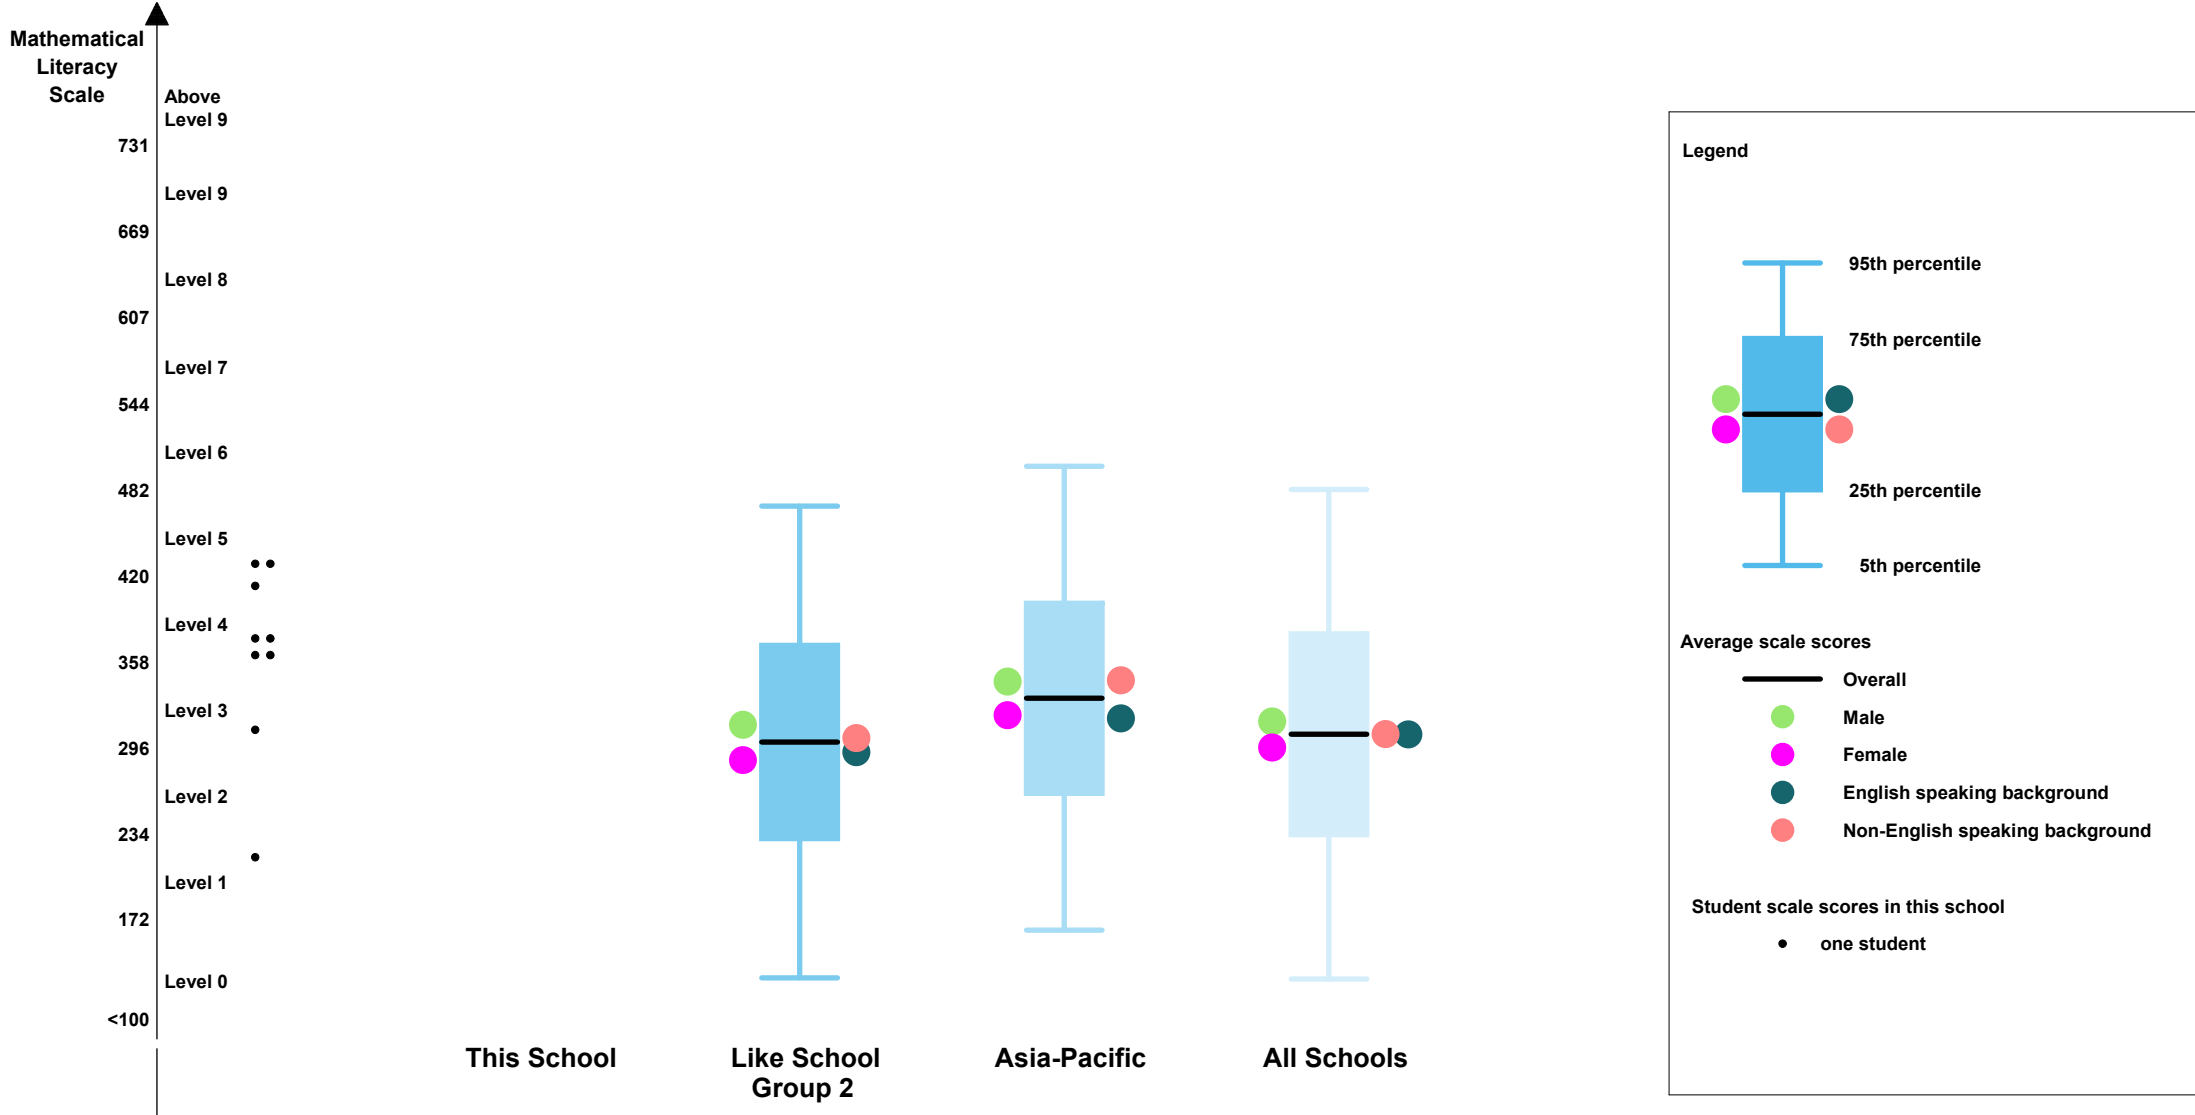 Mathematical
Literacy
Scale
Above
Level 9
731
Level 9
669
Level 8
607
Level 7
544
Level 6
482
Level 5
420
Level 4
358
Level 3
296
Level 2
234
Level 1
172
Level 0
<100
This School
Like School
Group 2
Asia-Pacific
All Schools
Legend
95th percentile
75th percentile
25th percentile
5th percentile
Average scale scores
Overall
Male
Female
English speaking background
Non-English speaking background
Student scale scores in this school
one student